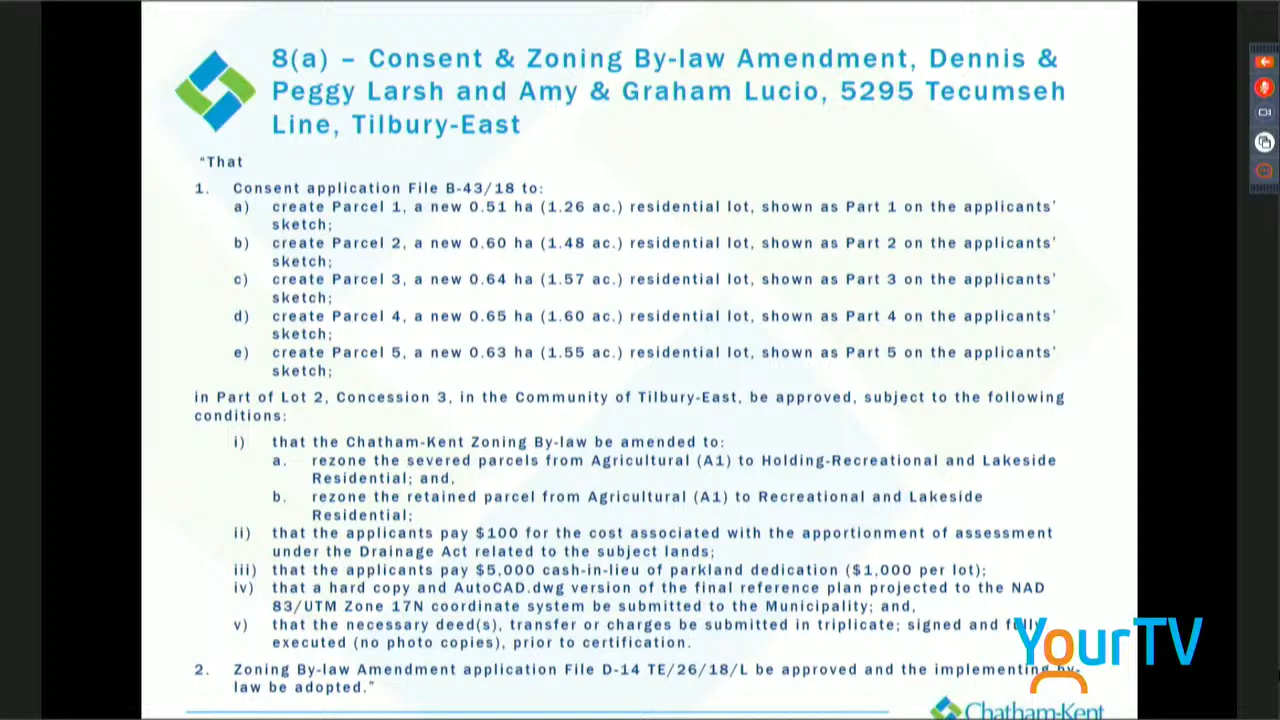 8(a) – Consent & Zoning By-law Amendment, Dennis &
Peggy Larsh and Amy & Graham Lucio, 5295 Tecumseh
Line, Tilbury-East
"That
1. Consent application File B-43/18 to:
a) create Parcel 1, a new 0.51 ha (1.26 ac.) residential lot, shown as Part 1 on the applicants'
sketch;
b) create Parcel 2, a new 0.60 ha (1.48 ac.) residential lot, shown as Part 2 on the applicants'
sketch;
c) create Parcel 3, a new 0.64 ha (1.57 ac.) residential lot, shown as Part 3 on the applicants'
sketch;
d) create Parcel 4, a new 0.65 ha (1.60 ac.) residential lot, shown as Part 4 on the applicants'
sketch;
e) create Parcel 5, a new 0.63 ha (1.55 ac.) residential lot, shown as Part 5 on the applicants'
sketch;
in Part of Lot 2, Concession 3, in the Community of Tilbury-East, be approved, subject to the following
conditions:
i) that the Chatham-Kent Zoning By-law be amended to:
a. rezone the severed parcels from Agricultural (A1) to Holding-Recreational and Lakeside
Residential; and,
b. rezone the retained parcel from Agricultural (A1) to Recreational and Lakeside
Residential;
ii) that the applicants pay $100 for the cost associated with the apportionment of assessment
under the Drainage Act related to the subject lands;
iii) that the applicants pay $5,000 cash-in-lieu of parkland dedication ($1,000 per lot);
iv) that a hard copy and AutoCAD.dwg version of the final reference plan projected to the NAD
83/UTM Zone 17N coordinate system be submitted to the Municipality; and,
v) that the necessary deed(s), transfer or charges be submitted in triplicate; signed and fully
executed (no photo copies), prior to certification.
2. Zoning By-law Amendment application File D-14 TE/26/18/L be approved and the implementing by-
law be adopted."
YourTV
Chatham-Kent